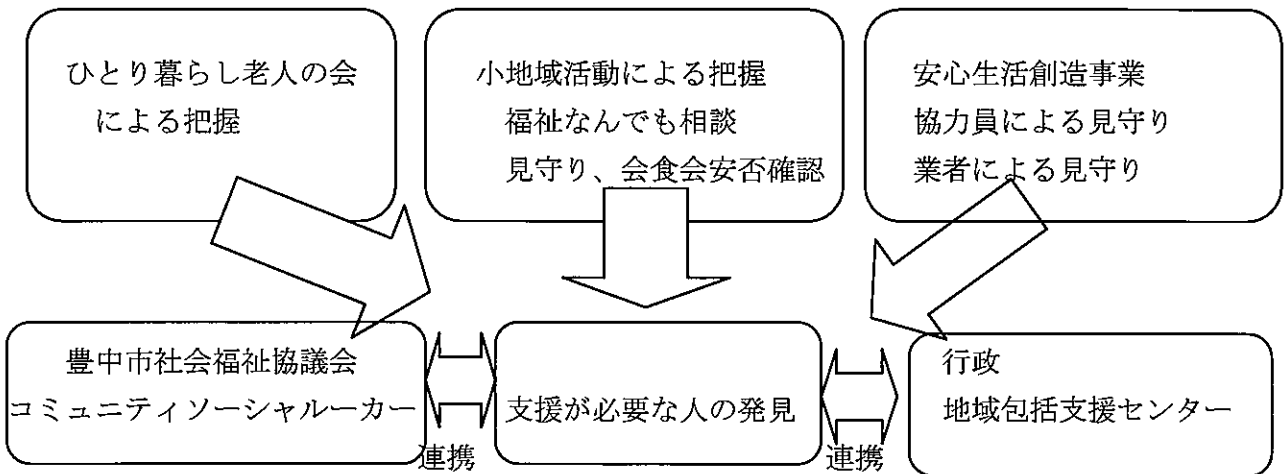 ひとり暮らし老人の会
による把握
小地域活動による把握
福祉なんでも相談
見守り、会食会安否確認
安心生活創造事業
協力員による見守り
業者による見守り
豊中市社会福祉協議会
コミュニティソーシャルーカー
連携
支援が必要な人の発見
連携
行政
地域包括支援センター